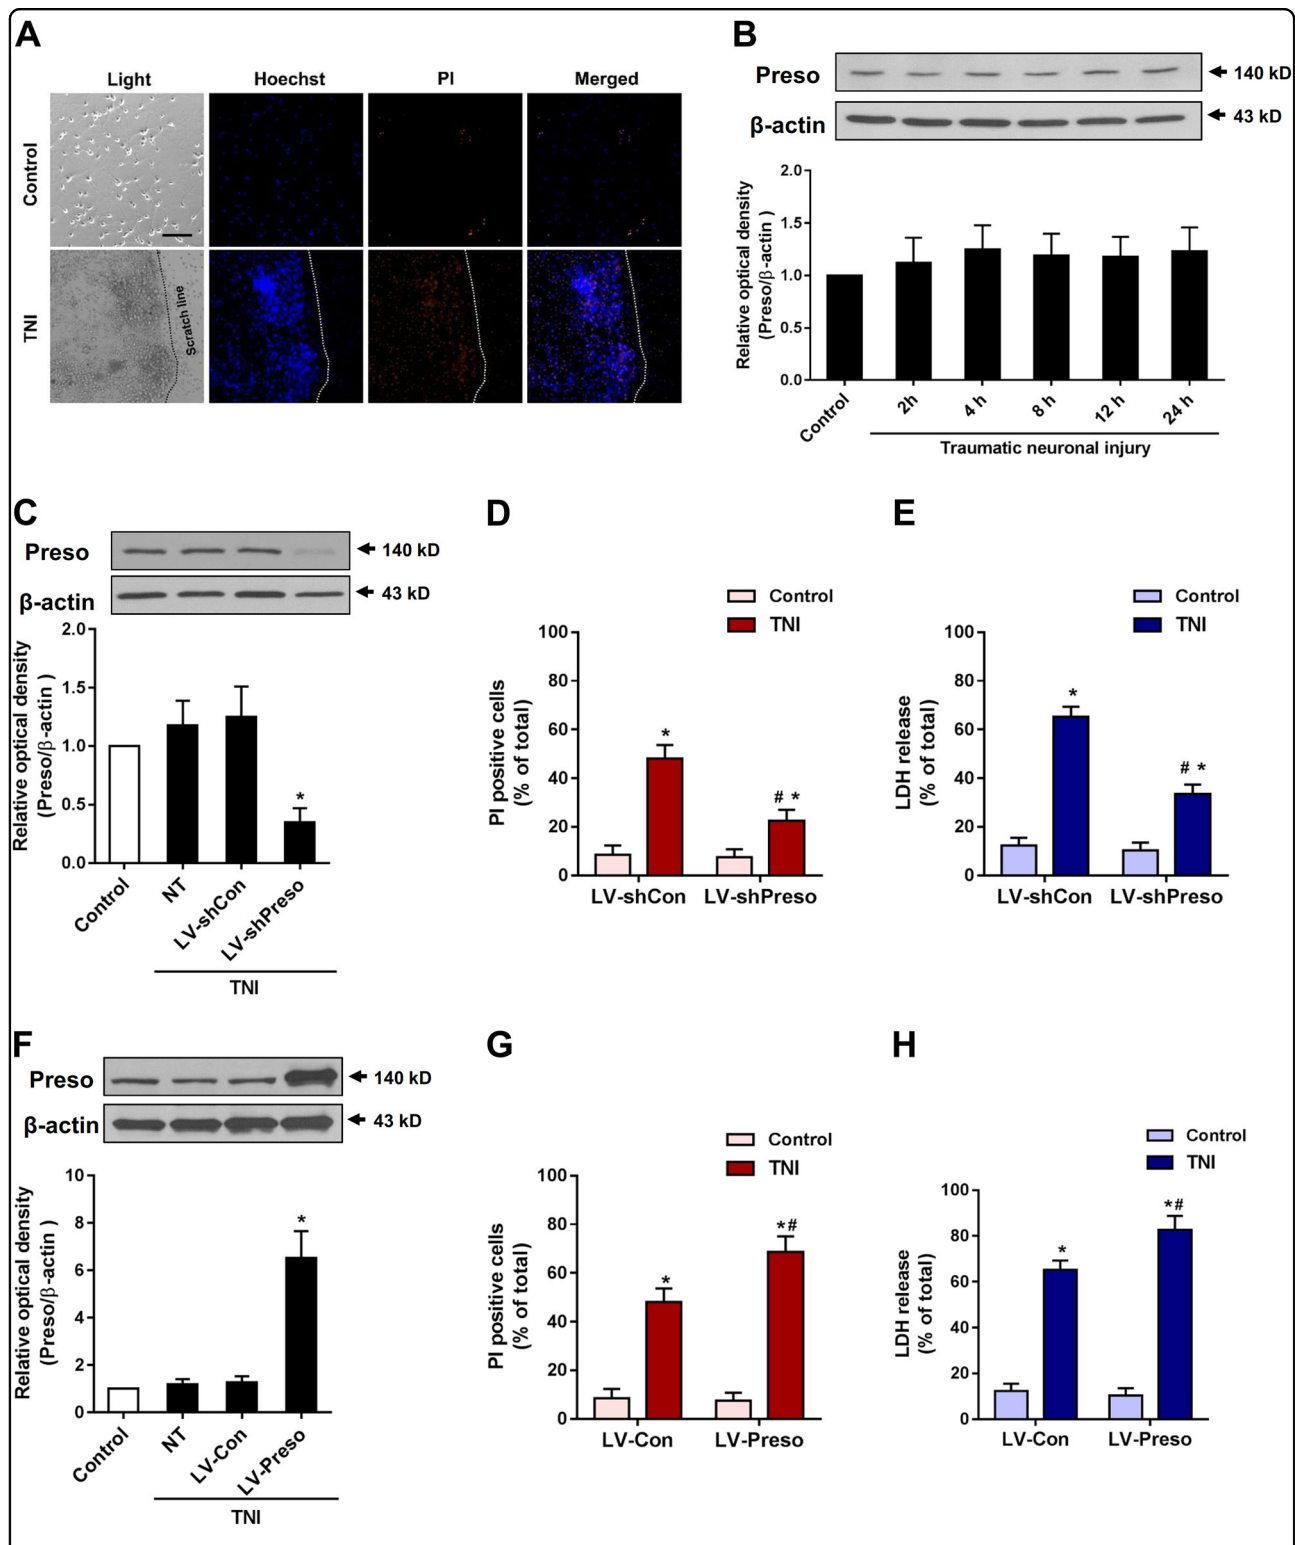 A
Light Hoechst PI Merged
Control
TNI
Scratch line
B
Preso 140 kD
β-actin 43 kD
Relative optical density
(Preso/β-actin )
2.0
1.5
1.0
0.5
0.0
Control 2h 4 h 8 h 12 h 24 h
Traumatic neuronal injury
C
Preso 140 kD
β-actin 43 kD
Relative optical density
(Preso/β-actin )
2.0
1.5
1.0
0.5
0.0
*
Control NT LV-shCon LV-shPreso
TNI
D
Control
TNI
PI positive cells
(% of total)
100
80
60
40
20
0
*
# *
LV-shCon LV-shPreso
E
Control
TNI
LDH release
(% of total)
100
80
60
40
20
0
*
# *
LV-shCon LV-shPreso
F
Preso 140 kD
β-actin 43 kD
Relative optical density
(Preso/β-actin )
10
8
6
4
2
0
*
Control NT LV-Con LV-Preso
TNI
G
Control
TNI
PI positive cells
(% of total)
100
80
60
40
20
0
*
*#
LV-Con LV-Preso
H
Control
TNI
LDH release
(% of total)
100
80
60
40
20
0
*
*#
LV-Con LV-Preso